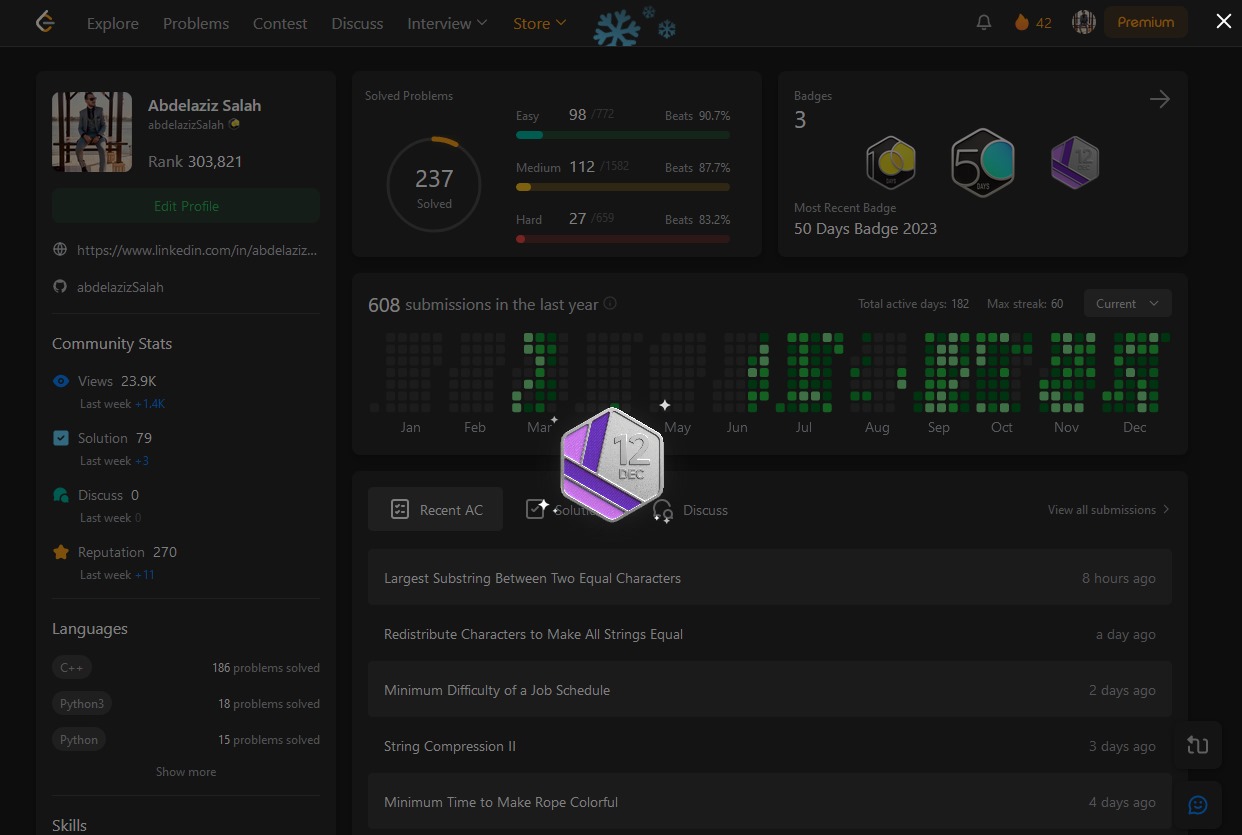 Explore Problems Contest Discuss Interview Store 42 Premium
Abdelaziz Salah
abdelazizSalah
Rank 303,821
Edit Profile
https://www.linkedin.com/in/abdelaziz...
abdelazizSalah
Community Stats
Views 23.9K
Last week +1.4K
Solution 79
Last week +3
Discuss 0
Last week 0
Reputation 270
Last week +11
Languages
C++ 186 problems solved
Python3 18 problems solved
Python 15 problems solved
Show more
Skills
Solved Problems
237
Solved
Easy 98 /772 Beats 90.7%
Medium 112 /1582 Beats 87.7%
Hard 27 /659 Beats 83.2%
Badges
3
100 DAYS
50 DAYS
12 DEC
Most Recent Badge
50 Days Badge 2023
608 submissions in the last year
Total active days: 182 Max streak: 60 Current
Jan Feb Mar May Jun Jul Aug Sep Oct Nov Dec
12
DEC
Recent AC Discuss View all submissions
Largest Substring Between Two Equal Characters 8 hours ago
Redistribute Characters to Make All Strings Equal a day ago
Minimum Difficulty of a Job Schedule 2 days ago
String Compression II 3 days ago
Minimum Time to Make Rope Colorful 4 days ago